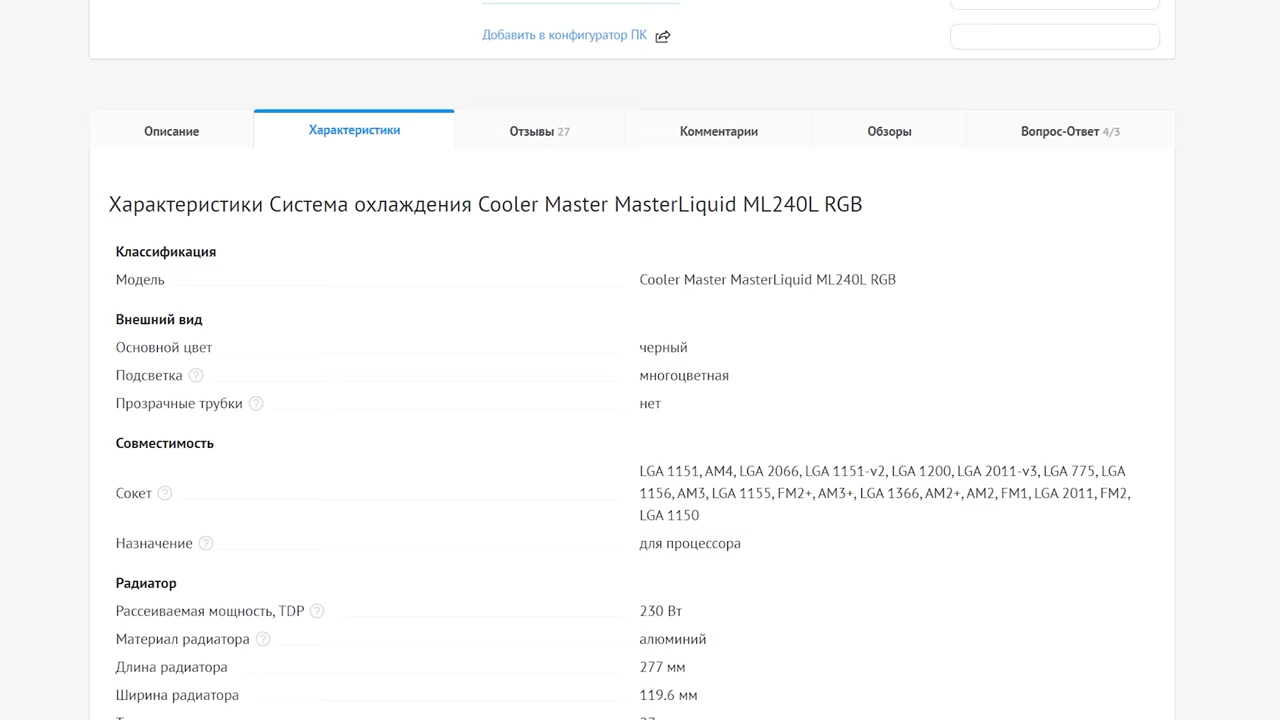 Добавить в конфигуратор ПК
Описание
Характеристики
Отзывы 27
Комментарии
Обзоры
Вопрос-Ответ 4/3
Характеристики Система охлаждения Cooler Master MasterLiquid ML240L RGB
Классификация
Модель Cooler Master MasterLiquid ML240L RGB
Внешний вид
Основной цвет черный
Подсветка ? многоцветная
Прозрачные трубки ? нет
Совместимость
LGA 1151, AM4, LGA 2066, LGA 1151-v2, LGA 1200, LGA 2011-v3, LGA 775, LGA
Сокет ? 1156, AM3, LGA 1155, FM2+, AM3+, LGA 1366, AM2+, AM2, FM1, LGA 2011, FM2,
LGA 1150
Назначение ? для процессора
Радиатор
Рассеиваемая мощность, TDP ? 230 Вт
Материал радиатора ? алюминий
Длина радиатора 277 мм
Ширина радиатора 119.6 мм